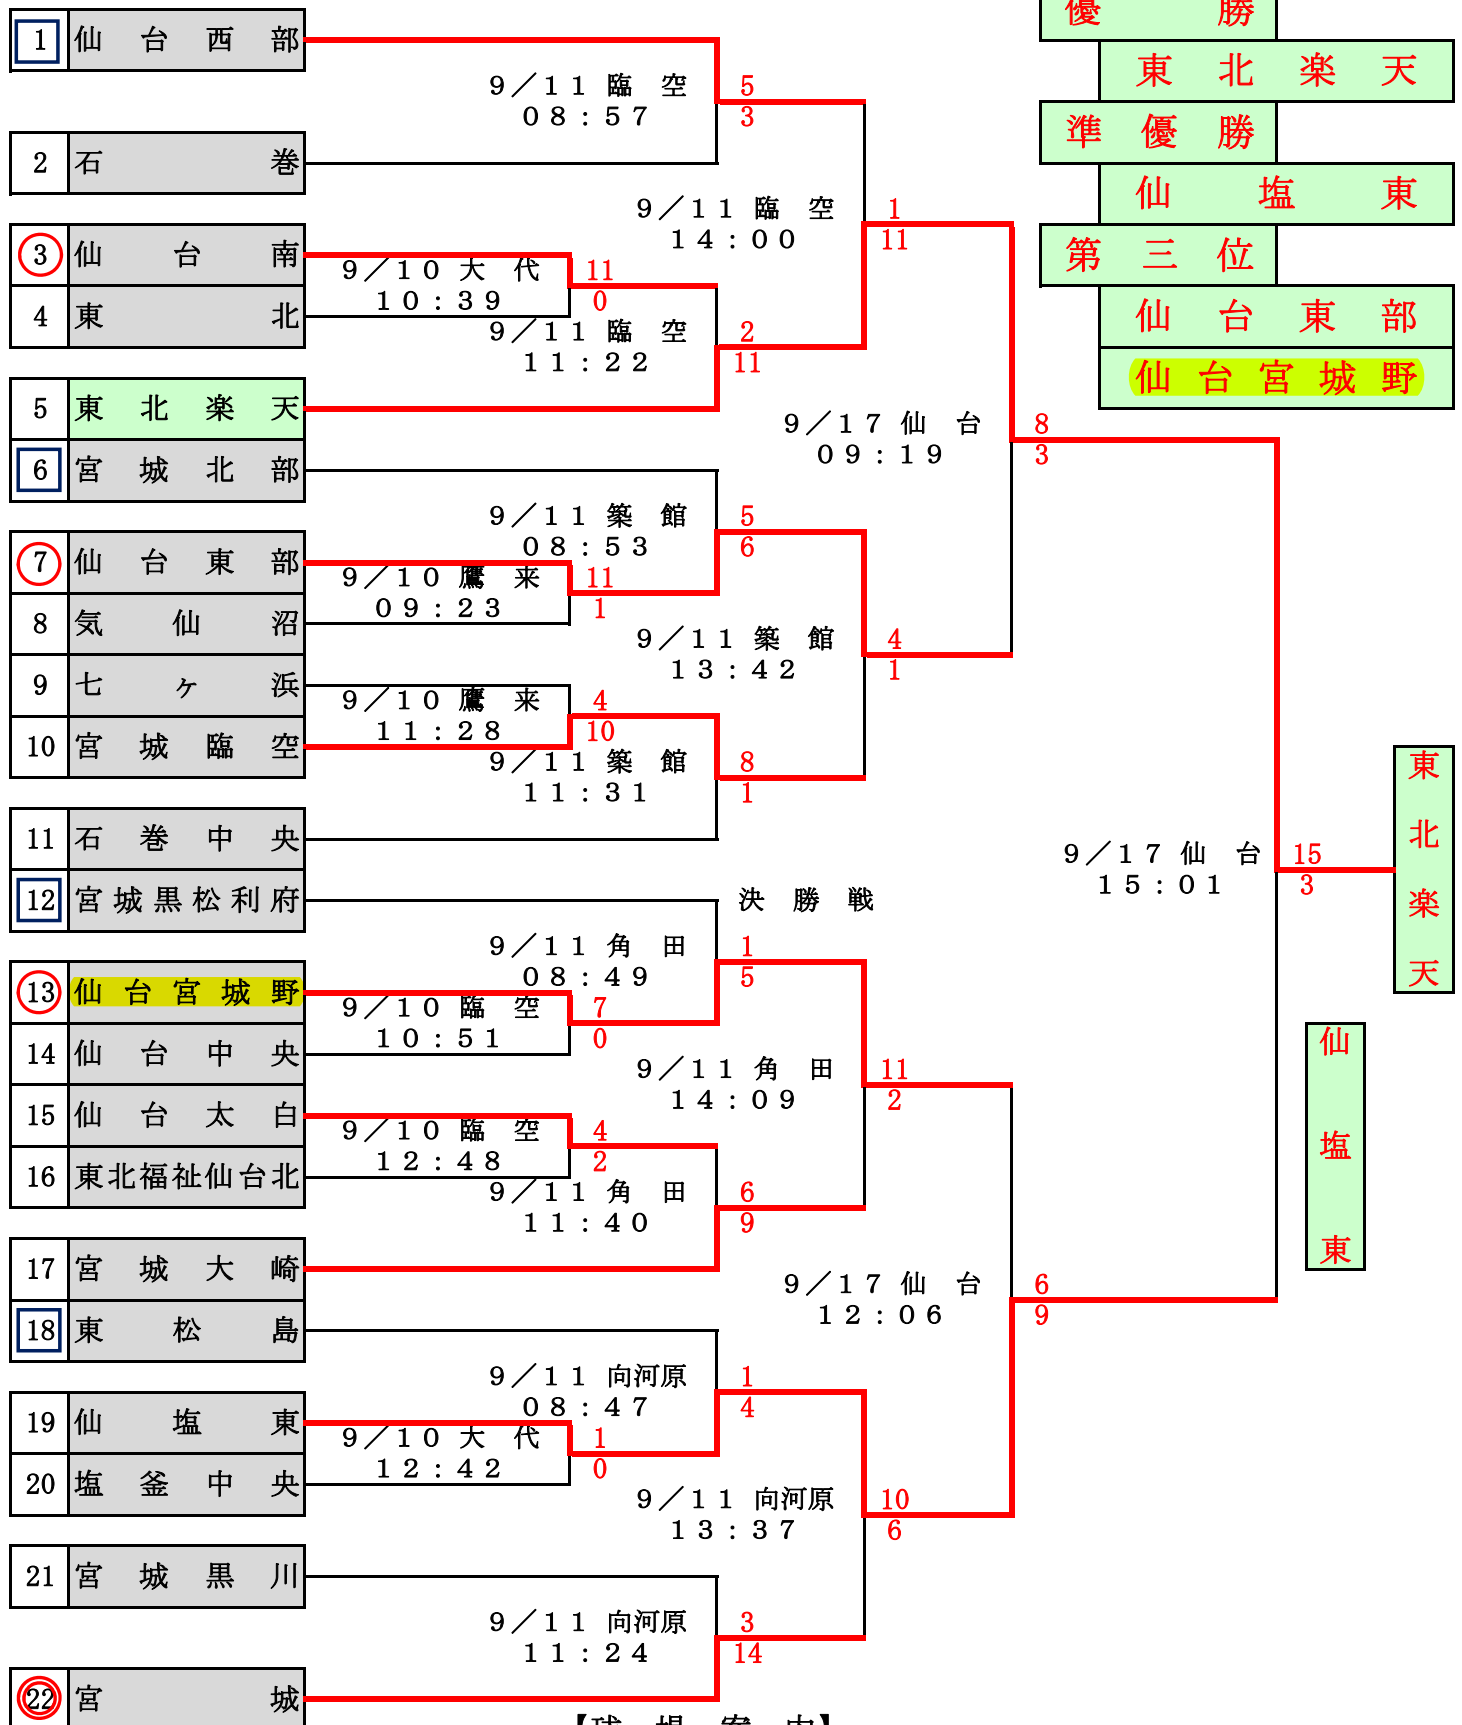 優勝
東北楽天
準優勝
仙塩東
第三位
仙台東部
仙台宮城野
1 仙台西部
9／11 臨空
08:57
5
3
2 石巻
9／11 臨空
14:00
1
11
3 仙台南
9／10 大代
10:39
11
0
4 東北
9／11 臨空
11:22
2
11
5 東北楽天
9／17 仙台
09:19
8
3
6 宮城北部
9／11 築館
08:53
5
6
7 仙台東部
9／10 鷹来
09:23
11
1
8 気仙沼
9／11 築館
13:42
4
1
9 七ヶ浜
9／10 鷹来
11:28
4
10
10 宮城臨空
9／11 築館
11:31
8
1
11 石巻中央
9／17 仙台
15:01
15
3
東北楽天
12 宮城黒松利府
決勝戦
9／11 角田
08:49
1
5
13 仙台宮城野
9／10 臨空
10:51
7
0
14 仙台中央
9／11 角田
14:09
11
2
仙塩東
15 仙台太白
9／10 臨空
12:48
4
2
16 東北福祉仙台北
9／11 角田
11:40
6
9
17 宮城大崎
9／17 仙台
12:06
6
9
18 東松島
9／11 向河原
08:47
1
4
19 仙塩東
9／10 大代
12:42
1
0
20 塩釜中央
9／11 向河原
13:37
10
6
21 宮城黒川
9／11 向河原
11:24
3
14
22 宮城